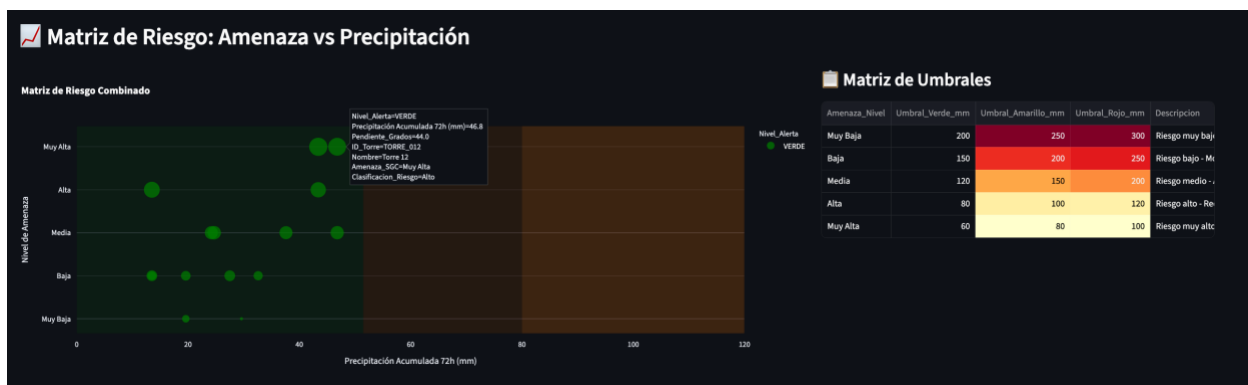 Matriz de Riesgo: Amenaza vs Precipitación
Matriz de Riesgo Combinado
Nivel de Amenaza
Muy Alta
Alta
Media
Baja
Muy Baja
0 20 40 60 80 100 120
Precipitación Acumulada 72h (mm)
Nivel_Alerta=VERDE
Precipitación Acumulada 72h (mm)=46.8
Pendiente_Grados=44.0
ID_Torre=TORRE_012
Nombre=Torre 12
Amenaza_SGC=Muy Alta
Clasificacion_Riesgo=Alto
Nivel_Alerta
VERDE
Matriz de Umbrales
Amenaza_Nivel Umbral_Verde_mm Umbral_Amarillo_mm Umbral_Rojo_mm Descripcion
Muy Baja 200 250 300 Riesgo muy baj
Baja 150 200 250 Riesgo bajo - M
Media 120 150 200 Riesgo medio -
Alta 80 100 120 Riesgo alto - Re
Muy Alta 60 80 100 Riesgo muy alto